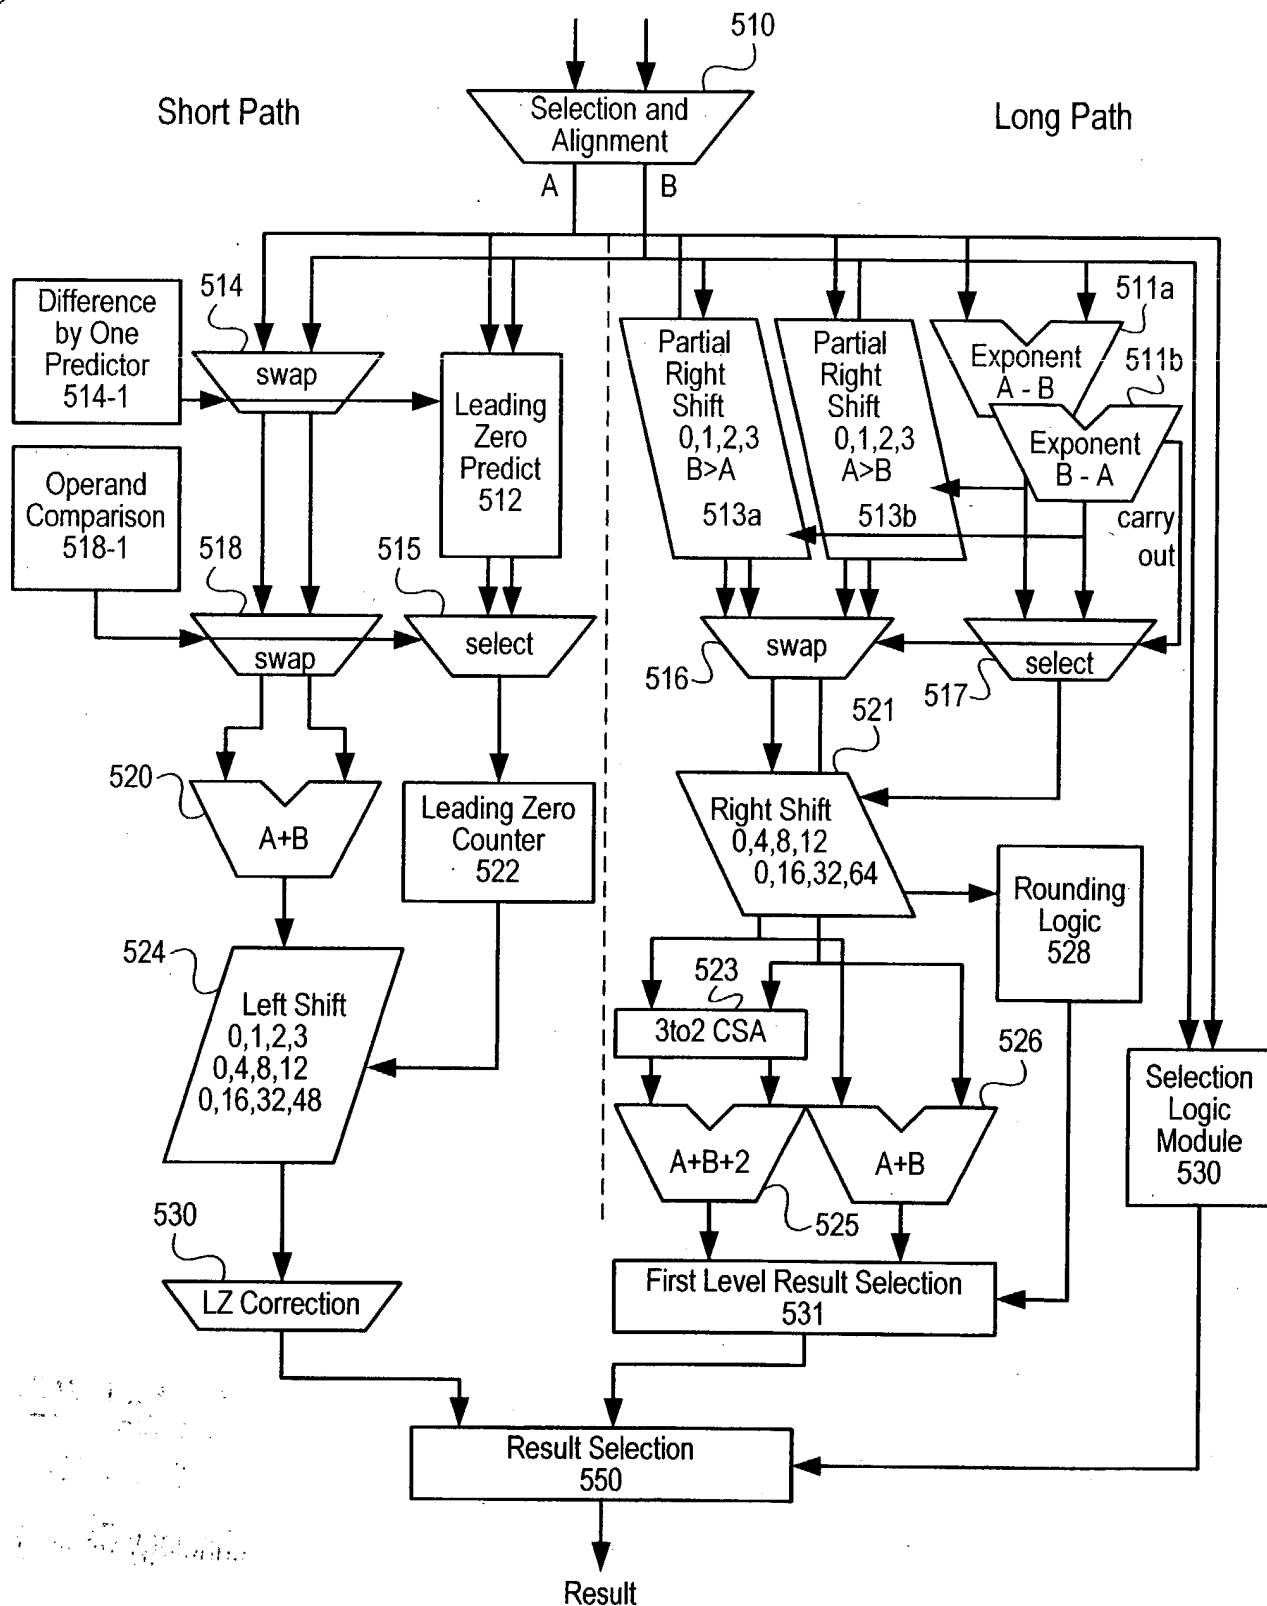 510
Short Path
Selection and
Alignment
Long Path
A
B
514
Difference
by One
Predictor
514-1
swap
Operand
Comparison
518-1
Leading
Zero
Predict
512
Partial
Right
Shift
0,1,2,3
B>A
513a
Partial
Right
Shift
0,1,2,3
A>B
513b
511a
Exponent
A - B
511b
Exponent
B - A
carry
out
518
swap
515
select
swap
516
select
517
521
520
A+B
Leading Zero
Counter
522
Right Shift
0,4,8,12
0,16,32,64
Rounding
Logic
528
524
Left Shift
0,1,2,3
0,4,8,12
0,16,32,48
523
3to2 CSA
526
A+B+2
A+B
525
Selection
Logic
Module
530
530
LZ Correction
First Level Result Selection
531
Result Selection
550
Result